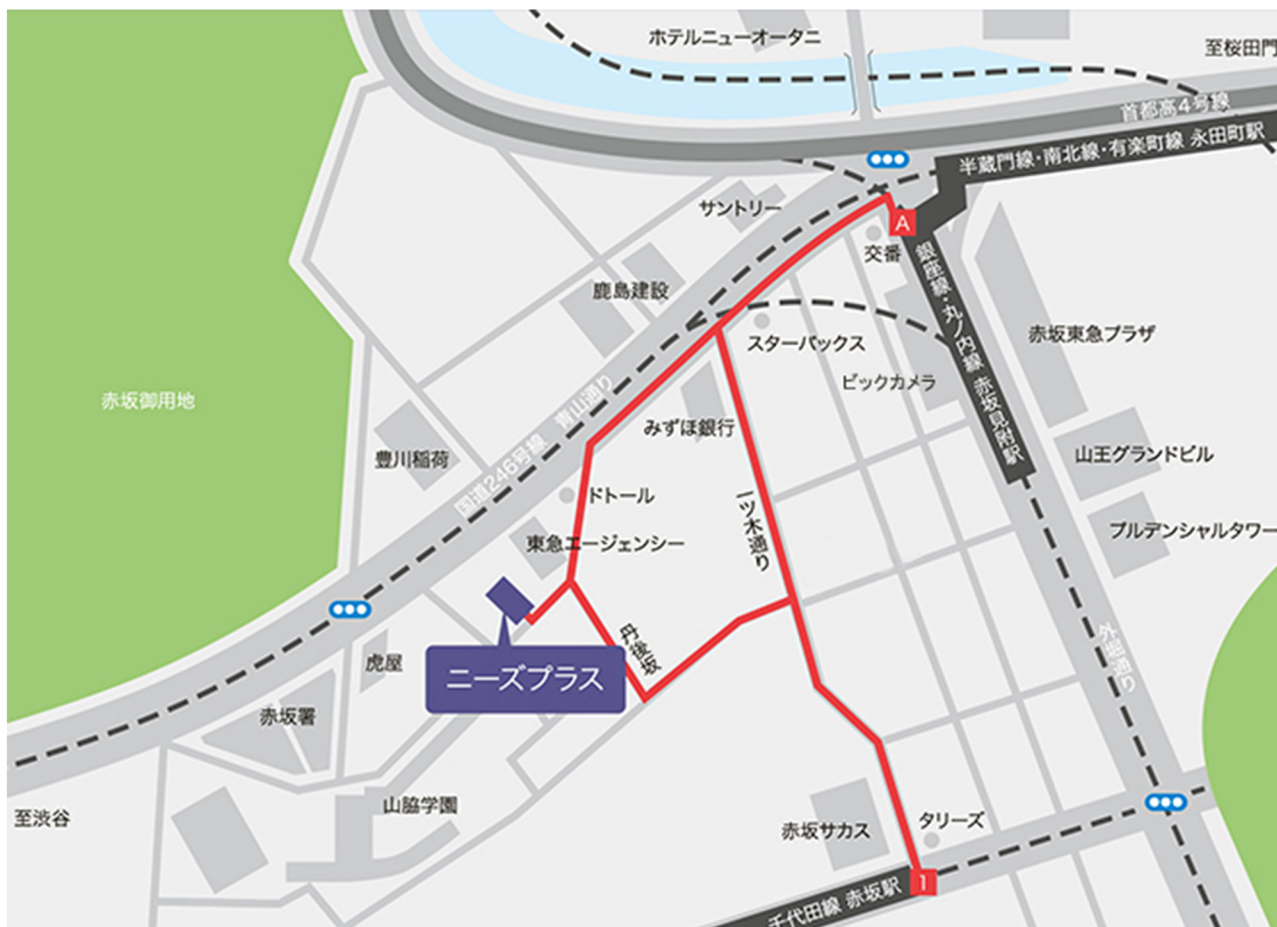 ホテルニューオータニ
至桜田門
首都高4号線
半蔵門線・南北線・有楽町線 永田町駅
サントリー
A
交番
銀座線・丸ノ内線 赤坂見附駅
鹿島建設
スターバックス
赤坂東急プラザ
ビックカメラ
赤坂御用地
国道246号線 青山通り
みずほ銀行
豊川稲荷
山王グランドビル
ドトール
一ツ木通り
プルデンシャルタワー
東急エージェンシー
丹後坂
外堀通り
虎屋
ニーズプラス
赤坂署
山脇学園
至渋谷
赤坂サカス
タリーズ
1
千代田線 赤坂駅